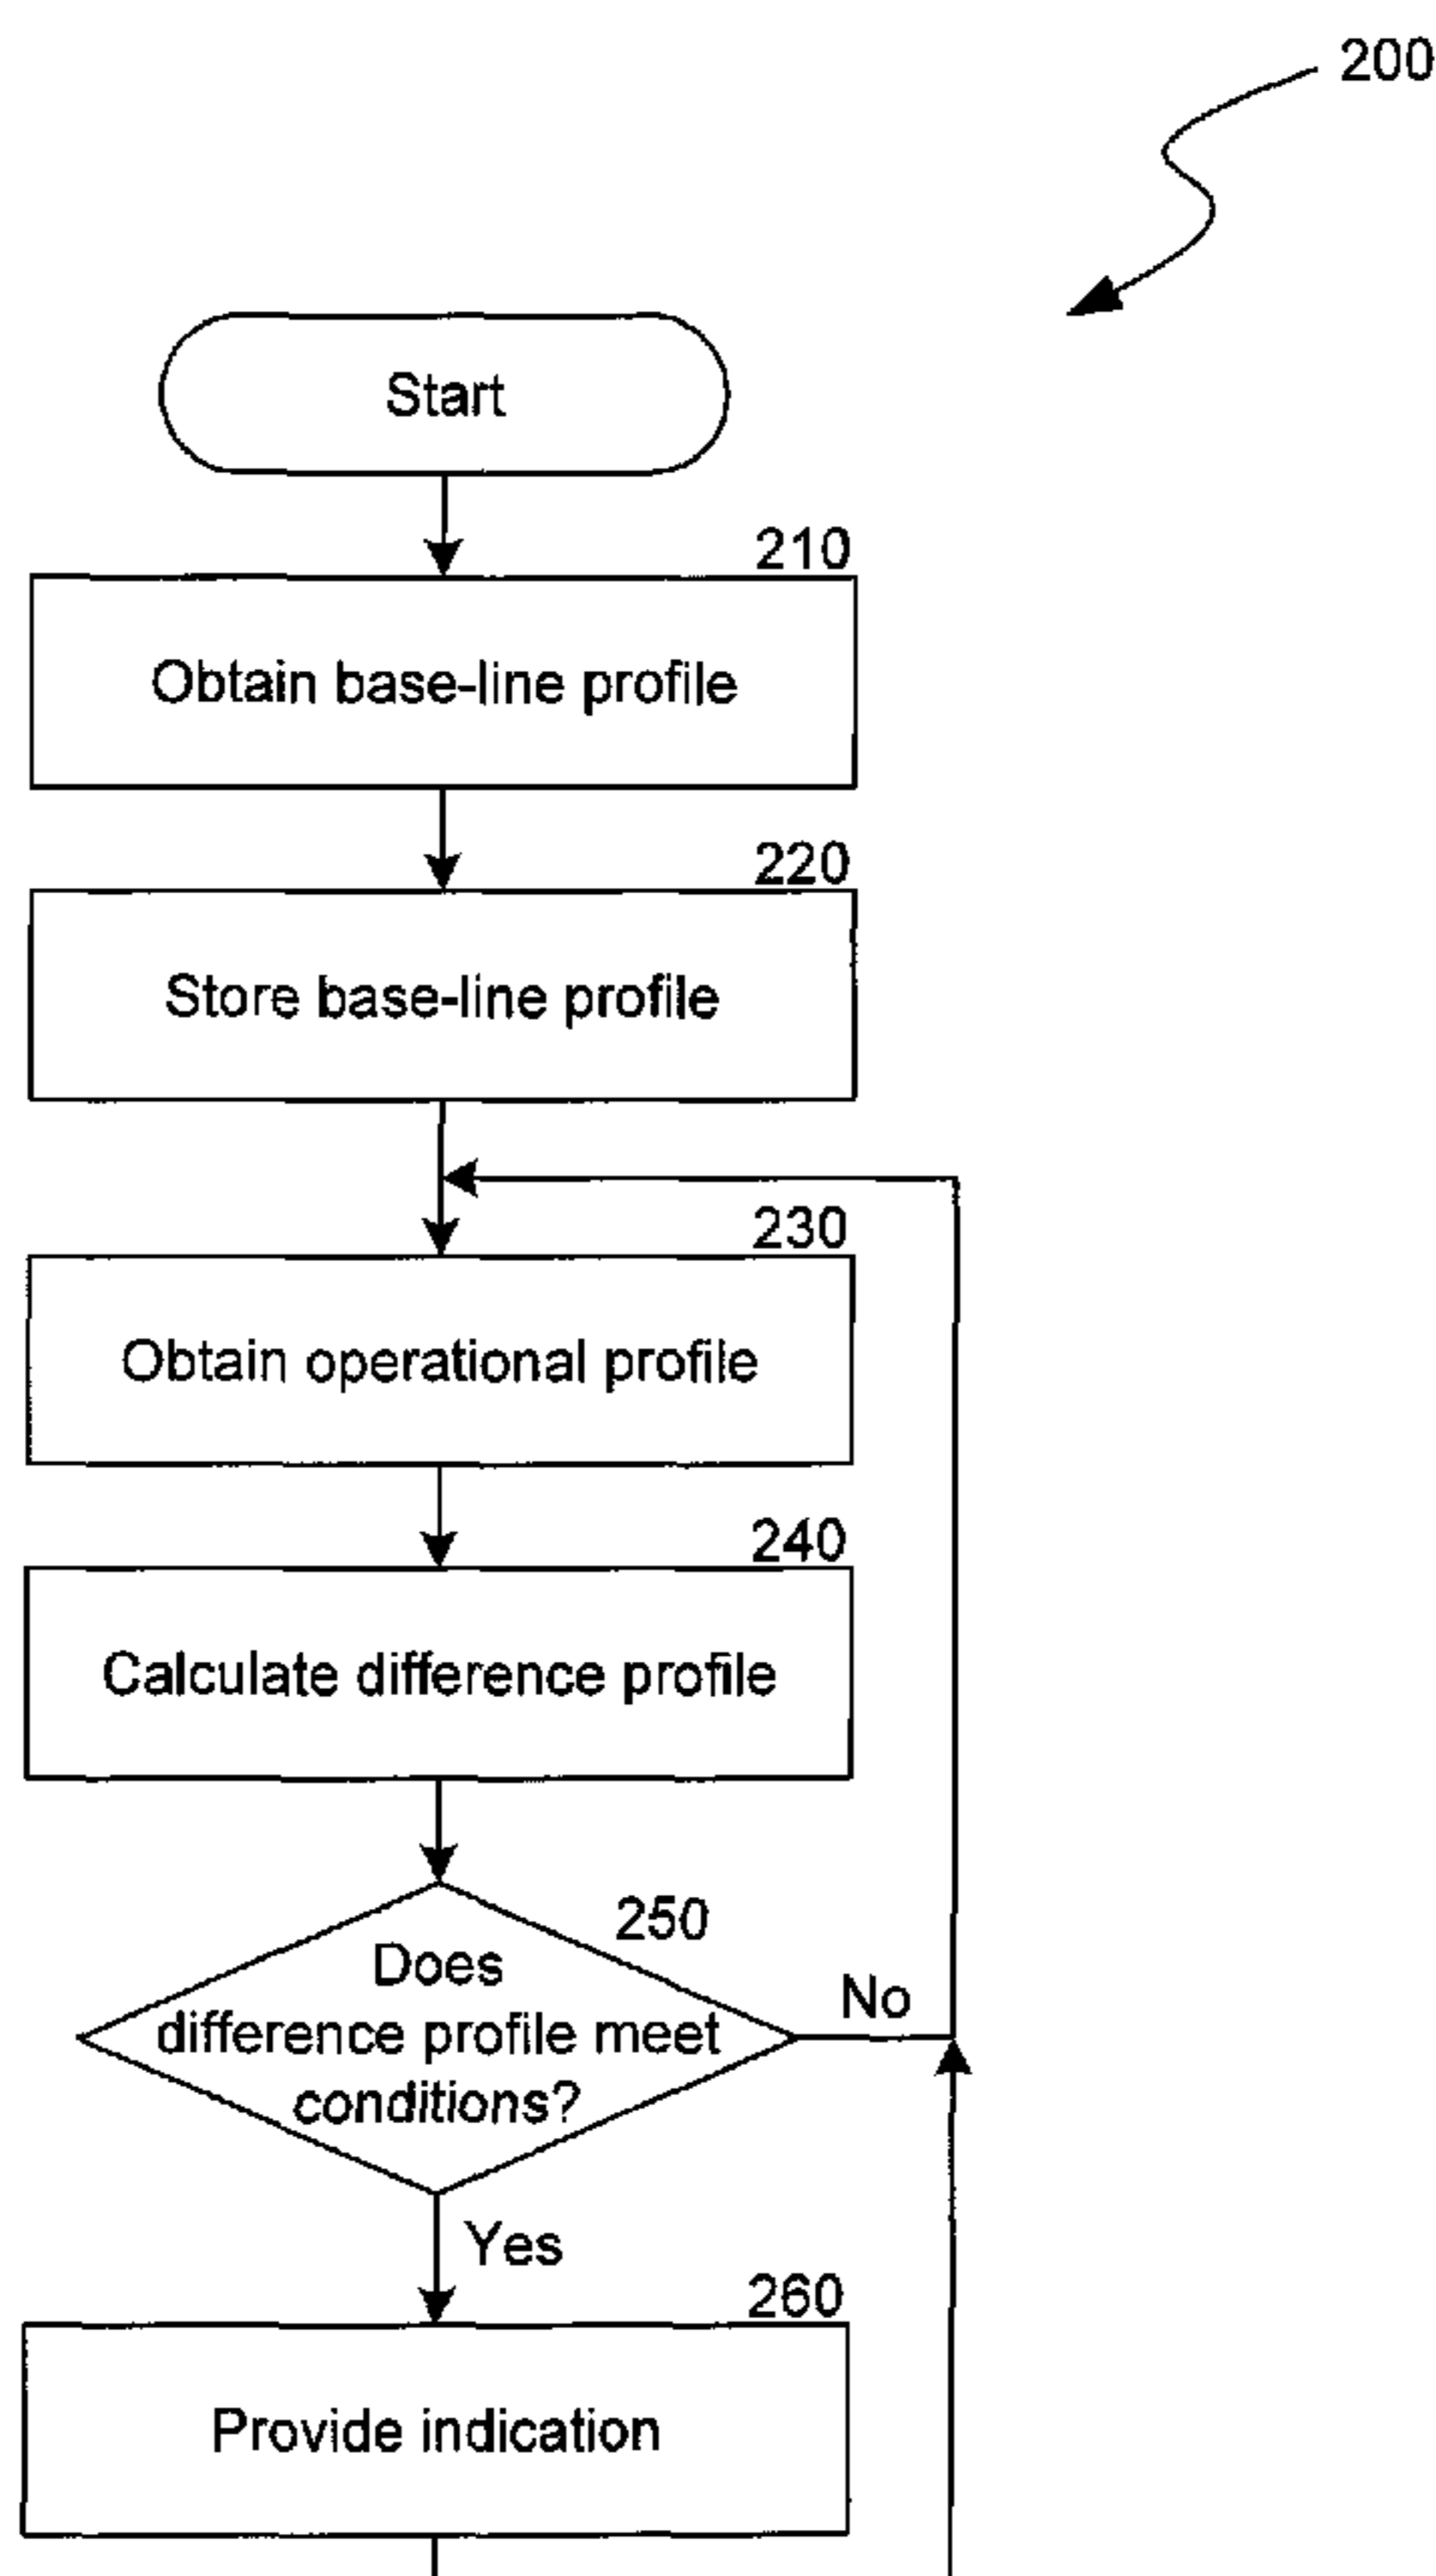 200
Start
210
Obtain base-line profile
220
Store base-line profile
230
Obtain operational profile
240
Calculate difference profile
250
Does
difference profile meet
conditions?
No
Yes
260
Provide indication